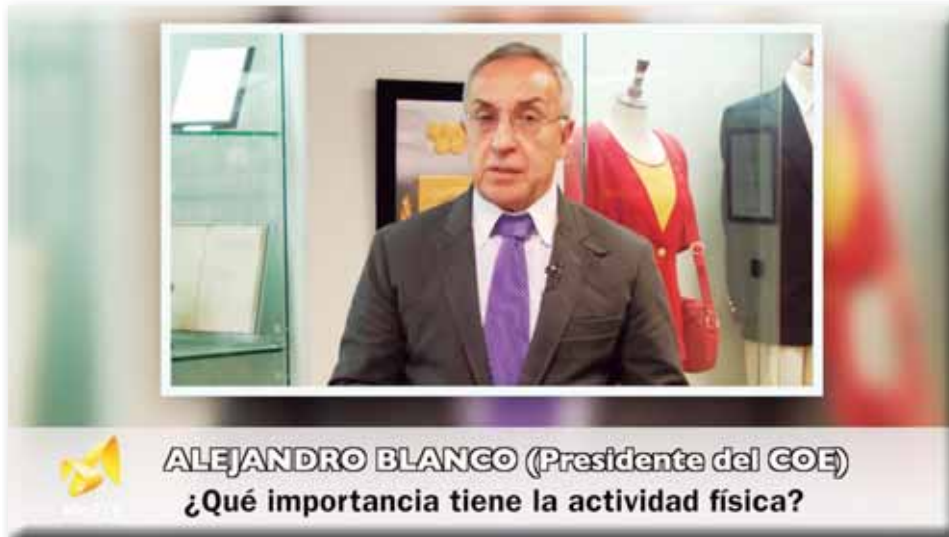 ALEJANDRO BLANCO (Presidente del COE)
¿Qué importancia tiene la actividad física?